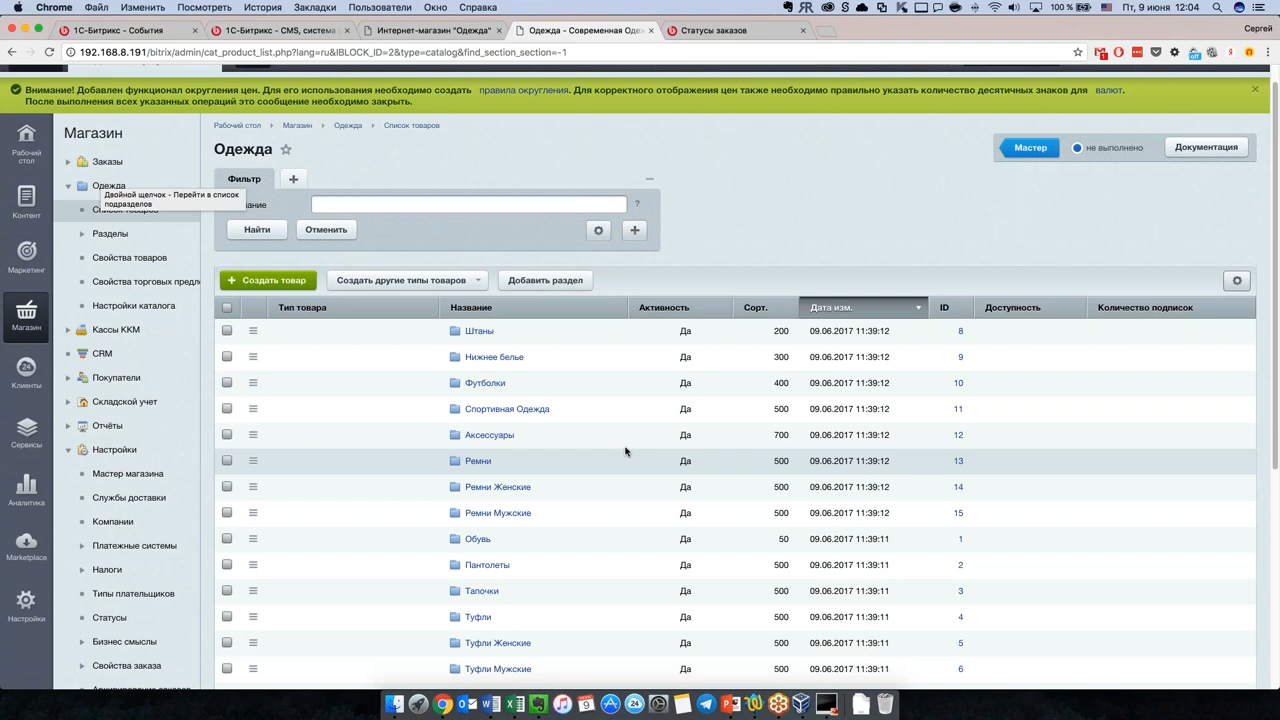 Chrome Файл Изменить Посмотреть История Закладки Пользователи Окно Справка 100 % Пт, 9 июня 12:04
1С-Битрикс - События 1С-Битрикс - CMS, система Интернет-магазин "Одежда" Одежда - Современная Оде Статусы заказов Сергей
192.168.8.191/bitrix/admin/cat_product_list.php?lang=ru&IBLOCK_ID=2&type=catalog&find_section_section=-1
Внимание! Добавлен функционал округления цен. Для его использования необходимо создать правила округления. Для корректного отображения цен также необходимо правильно указать количество десятичных знаков для валют.
После выполнения всех указанных операций это сообщение необходимо закрыть.
Рабочий стол
Контент
Маркетинг
Магазин
24
Клиенты
Сервисы
Аналитика
Marketplace
Настройки
Магазин
Заказы
Одежда
Двойной щелчок - Перейти в список подразделов
Список товаров
Разделы
Свойства товаров
Свойства торговых предл
Настройки каталога
Кассы ККМ
CRM
Покупатели
Складской учет
Отчёты
Настройки
Мастер магазина
Службы доставки
Компании
Платежные системы
Налоги
Типы плательщиков
Статусы
Бизнес смыслы
Свойства заказа
Рабочий стол Магазин Одежда Список товаров
Одежда
Мастер не выполнено Документация
Фильтр
вание ?
Найти Отменить
Создать товар Создать другие типы товаров Добавить раздел
Тип товара Название Активность Сорт. Дата изм. ID Доступность Количество подписок
Штаны Да 200 09.06.2017 11:39:12 8
Нижнее белье Да 300 09.06.2017 11:39:12 9
Футболки Да 400 09.06.2017 11:39:12 10
Спортивная Одежда Да 500 09.06.2017 11:39:12 11
Аксессуары Да 700 09.06.2017 11:39:12 12
Ремни Да 500 09.06.2017 11:39:12 13
Ремни Женские Да 500 09.06.2017 11:39:12 14
Ремни Мужские Да 500 09.06.2017 11:39:12 15
Обувь Да 50 09.06.2017 11:39:11 1
Пантолеты Да 500 09.06.2017 11:39:11 2
Тапочки Да 500 09.06.2017 11:39:11 3
Туфли Да 500 09.06.2017 11:39:11 4
Туфли Женские Да 500 09.06.2017 11:39:11 5
Туфли Мужские Да 500 09.06.2017 11:39:11 6